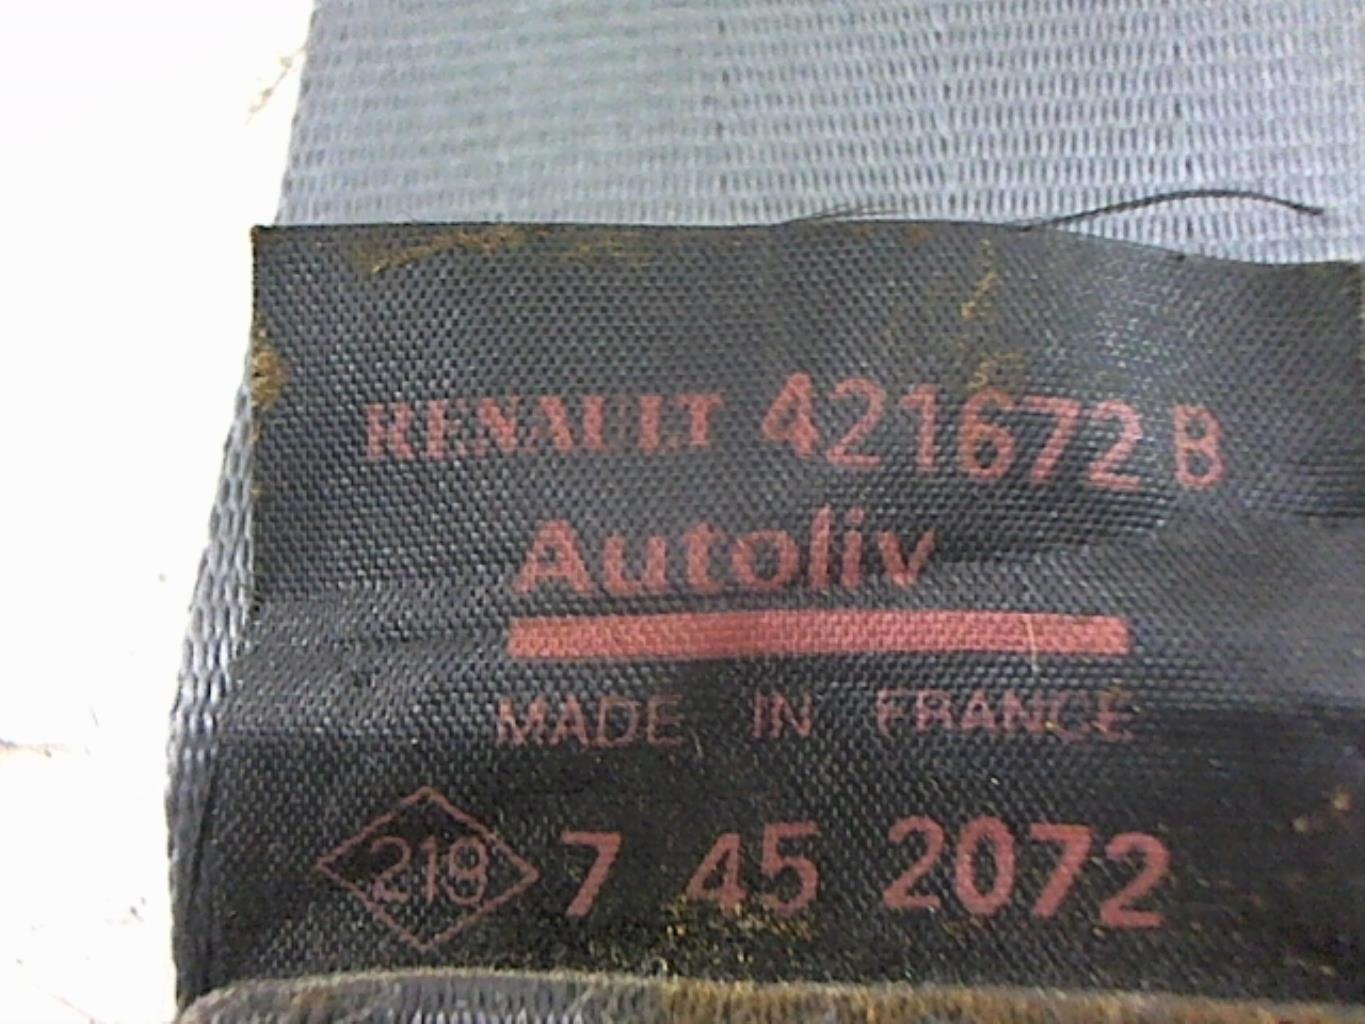 RENAULT 421672 B
Autoliv
MADE IN FRANCE
219 7 45 2072